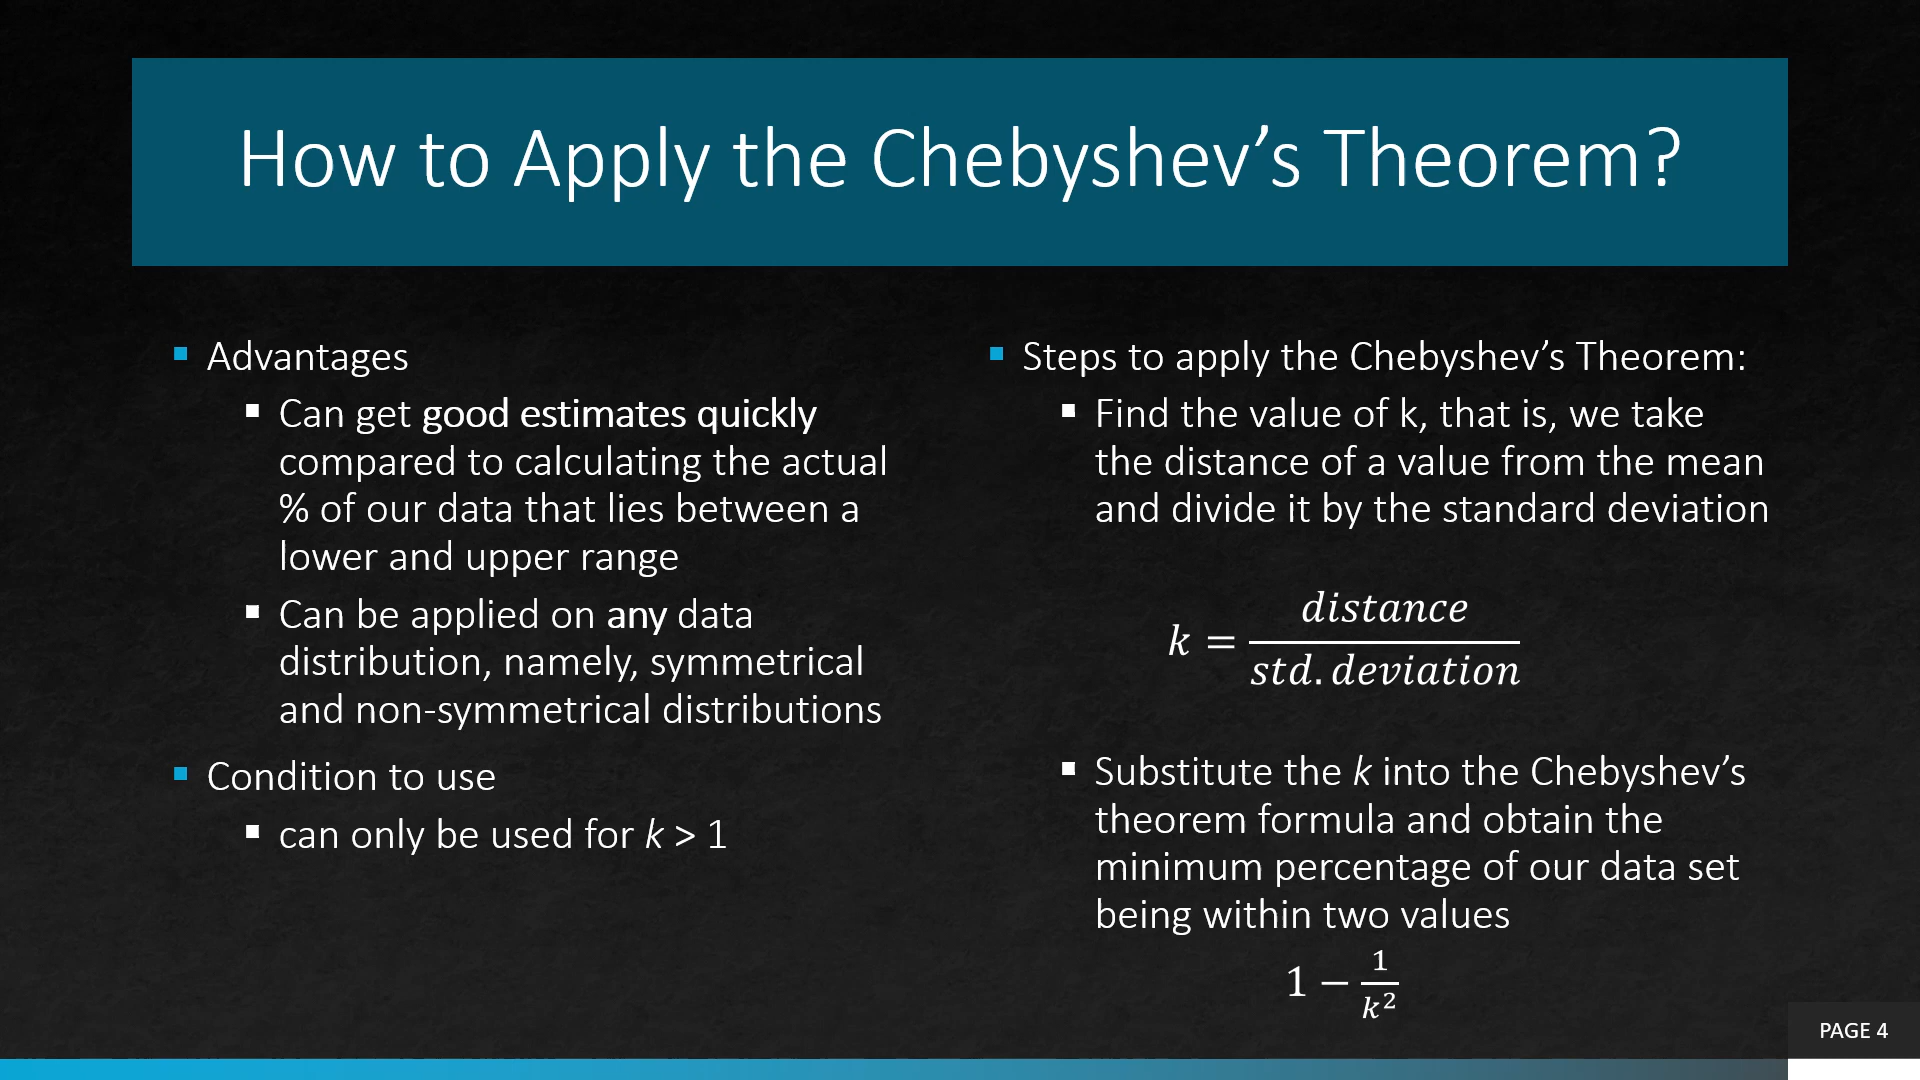 How to Apply the Chebyshev’s Theorem?
Advantages
Can get good estimates quickly
compared to calculating the actual
% of our data that lies between a
lower and upper range
Can be applied on any data
distribution, namely, symmetrical
and non-symmetrical distributions
Condition to use
can only be used for k > 1
Steps to apply the Chebyshev’s Theorem:
Find the value of k, that is, we take
the distance of a value from the mean
and divide it by the standard deviation
k = distance / std. deviation
Substitute the k into the Chebyshev’s
theorem formula and obtain the
minimum percentage of our data set
being within two values
1 − 1/k²
PAGE 4